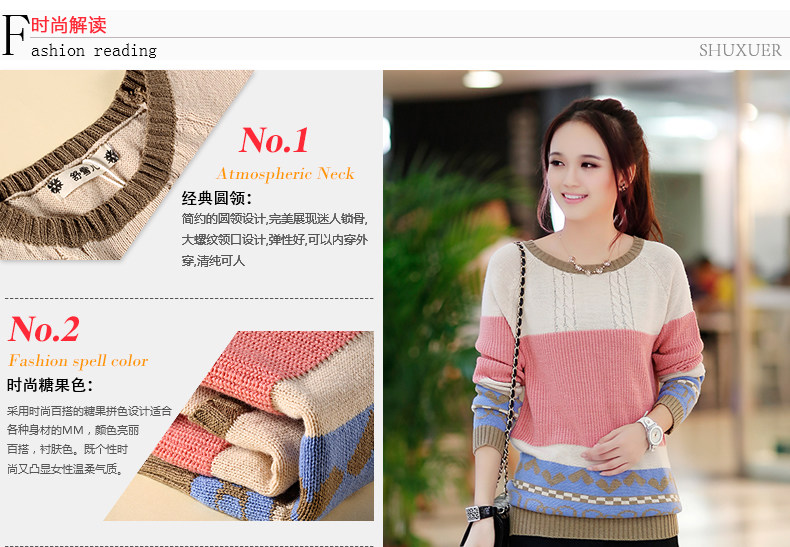 时尚解读
Fashion reading
SHUXUER
No.1
Atmospheric Neck
经典圆领：
简约的圆领设计,完美展现迷人锁骨,
大螺纹领口设计,弹性好,可以内穿外
穿,清纯可人
No.2
Fashion spell color
时尚糖果色：
采用时尚百搭的糖果拼色设计适合
各种身材的MM，颜色亮丽
百搭，衬肤色。既个性时
尚又凸显女性温柔气质。